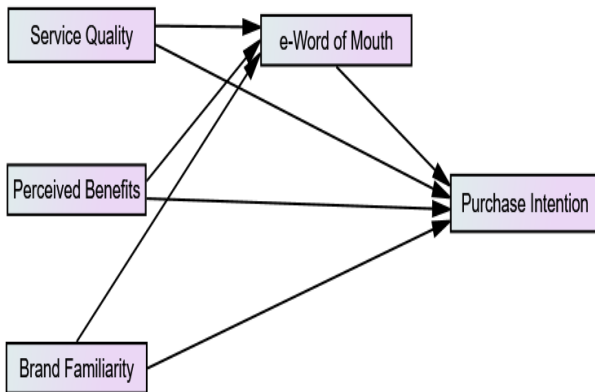 Service Quality
e-Word of Mouth
Perceived Benefits
Purchase Intention
Brand Familiarity